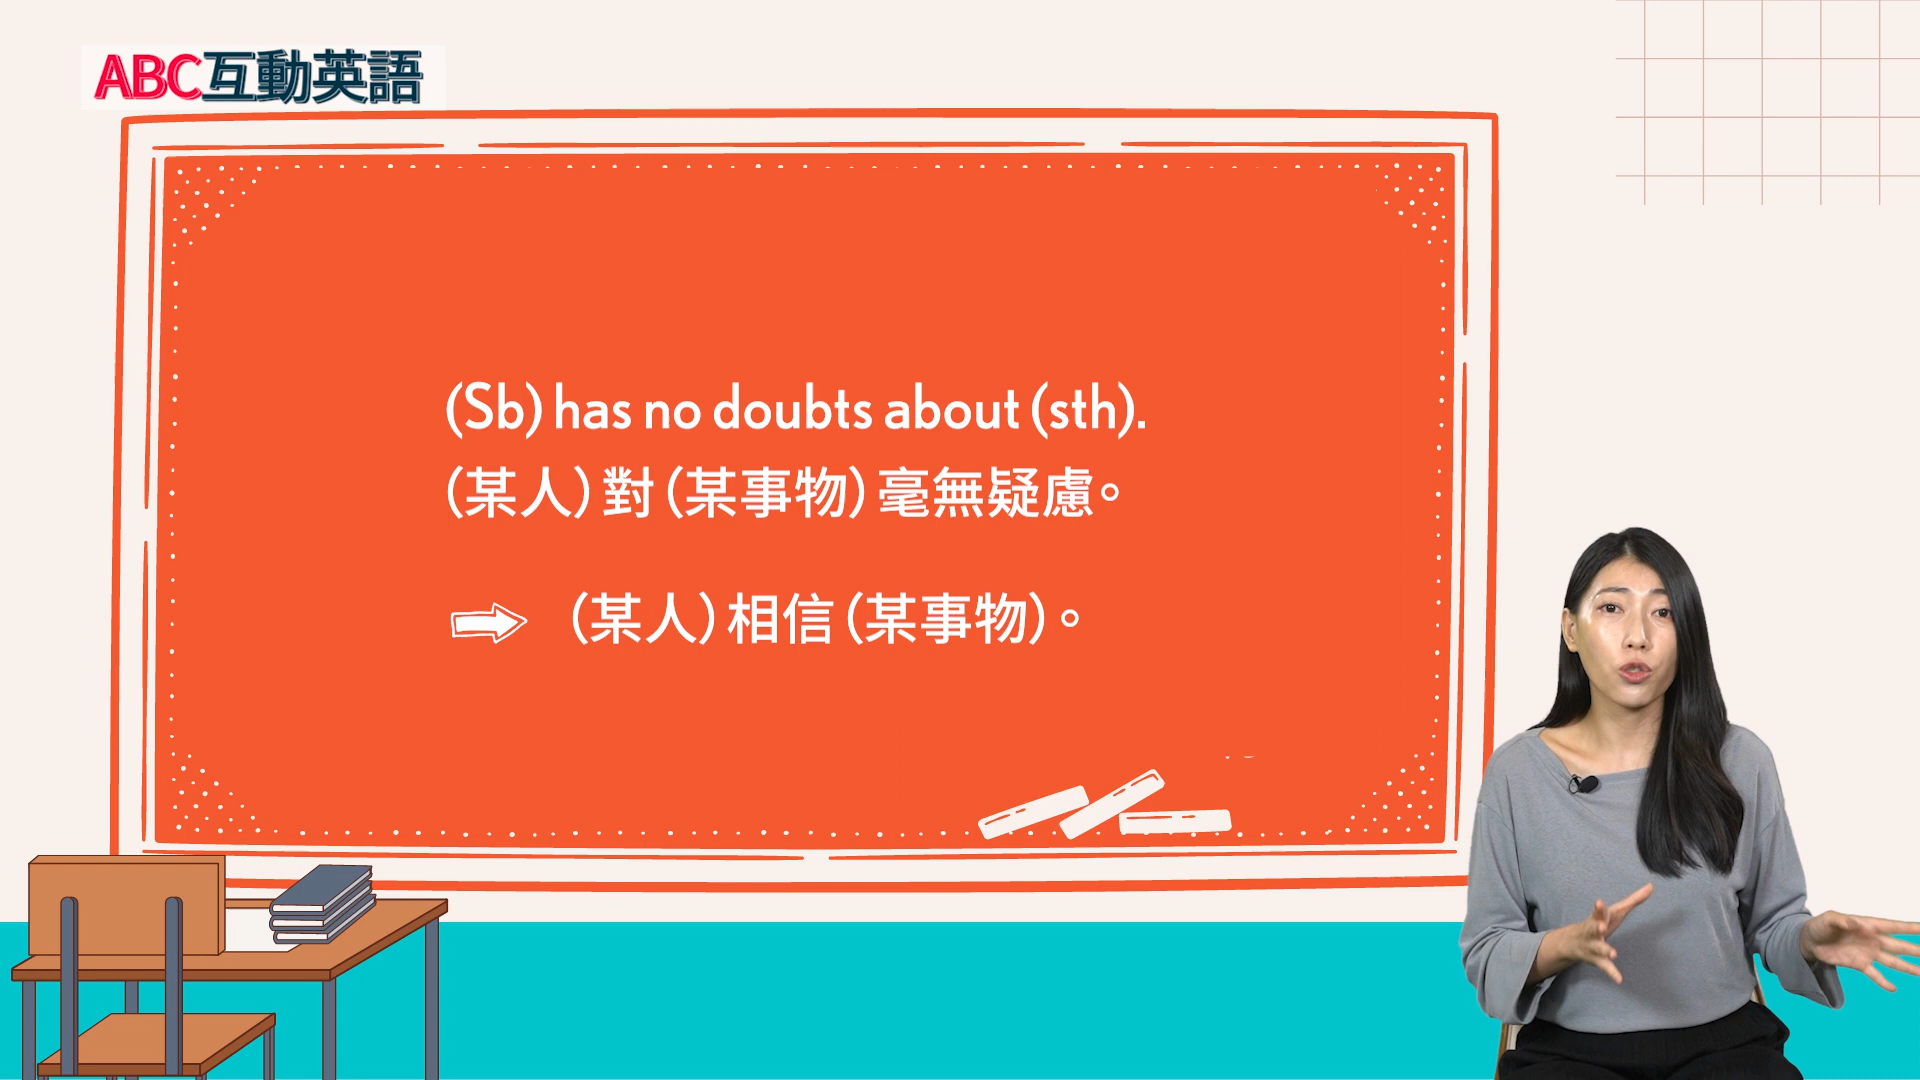 ABC互動英語
(Sb) has no doubts about (sth).
（某人）對（某事物）毫無疑慮。
（某人）相信（某事物）。